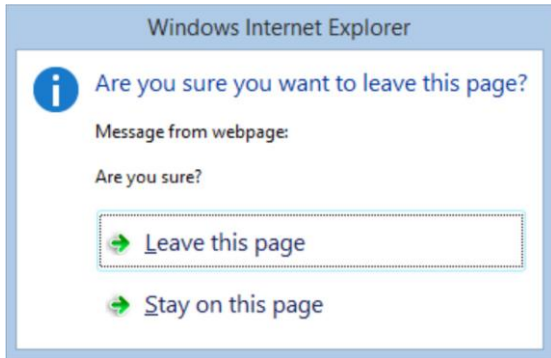 Windows Internet Explorer
Are you sure you want to leave this page?
Message from webpage:
Are you sure?
Leave this page
Stay on this page